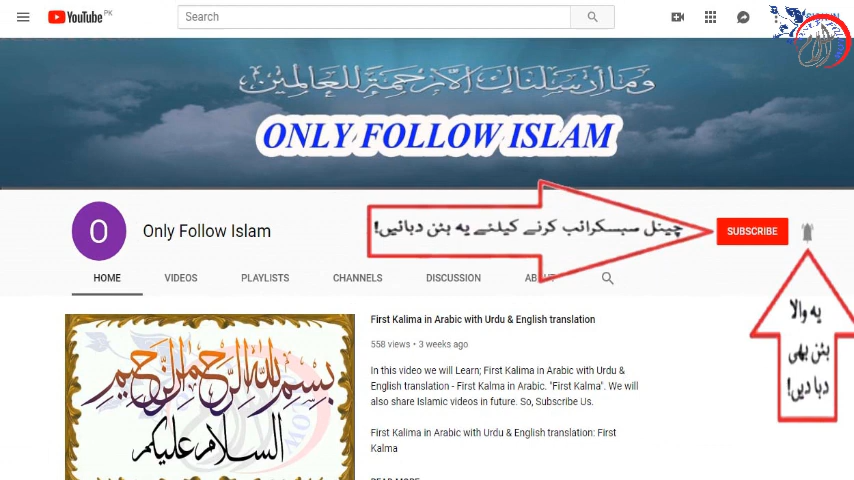 YouTube PK
Search
وما ارسلناك الا رحمة للعالمين
ONLY FOLLOW ISLAM
O
Only Follow Islam
چینل سبسکرائب کرنے کیلئے یہ بٹن دبائیں!
SUBSCRIBE
HOME VIDEOS PLAYLISTS CHANNELS DISCUSSION
یہ والا
بٹن بھی
دبا دیں!
First Kalima in Arabic with Urdu & English translation
558 views • 3 weeks ago
In this video we will Learn; First Kalima in Arabic with Urdu &
English translation - First Kalma in Arabic. "First Kalma". We will
also share Islamic videos in future. So, Subscribe Us.
First Kalima in Arabic with Urdu & English translation: First
Kalma
READ MORE
بسم الله الرحمن الرحيم
السلام عليكم